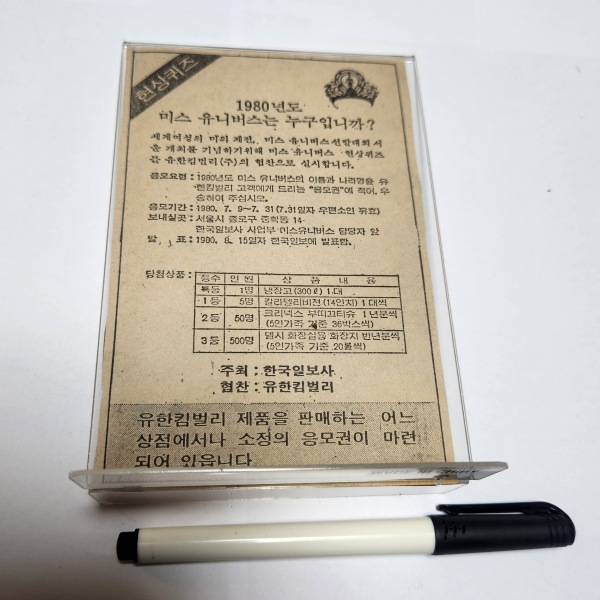 현상퀴즈
1980년도
미스 유니버스는 누구입니까?
세계여성의 미의 제전, 미스 유니버스선발대회서
울 개최를 기념하기위해 미스 유니버스 현상퀴즈
를 유한킴벌리(주)의 협찬으로 실시합니다.
응모요령 : 1980년도 미스 유니버스의 이름과 나라명을 유
한킴벌리 고객에게 드리는 "응모권"에 적어, 우
송하여 주십시오.
응모기간 : 1980. 7. 9~7. 31(7.31일자 우편소인 유효)
보내실곳 : 서울시 종로구 중학동 14
한국일보사 사업부 미스유니버스 담당자 앞
발 표 : 1980. 8. 15일자 한국일보에 발표함.
당첨상품 :
등수 인원 상품내용
특등 1명 냉장고(300ℓ) 1대
1등 5명 칼라텔리비젼(14인치) 1대씩
2등 50명 크리넥스 부띠끄티슈 1년분씩
(5인가족 기준 36박스씩)
3등 500명 뎁시 화장실용 화장지 반년분씩
(5인가족 기준 20롤씩)
주최 : 한국일보사
협찬 : 유한킴벌리
유한킴벌리 제품을 판매하는 어느
상점에서나 소정의 응모권이 마련
되어 있읍니다